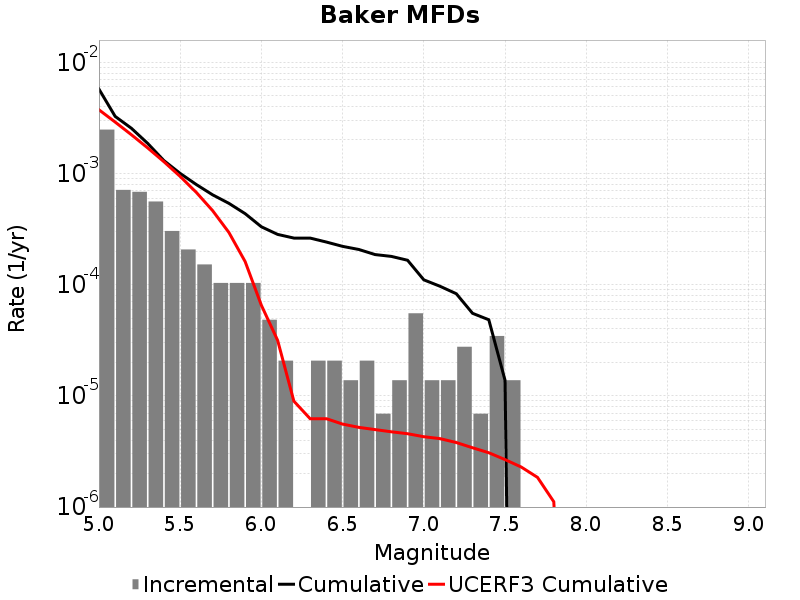 Baker MFDs
10-2
10-3
10-4
10-5
10-6
Rate (1/yr)
5.0 5.5 6.0 6.5 7.0 7.5 8.0 8.5 9.0
Magnitude
Incremental Cumulative UCERF3 Cumulative